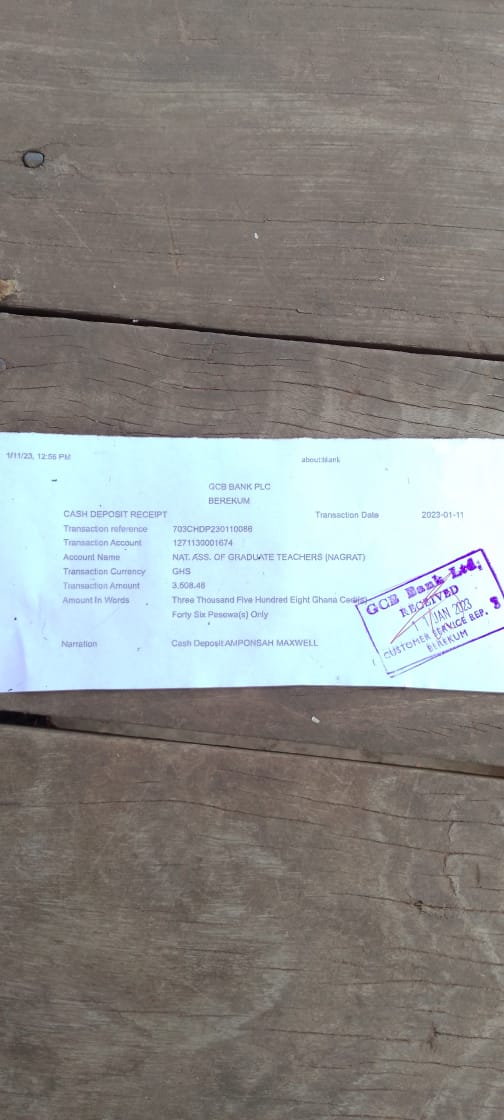 1/11/23, 12:56 PM
about:blank
GCB BANK PLC
BEREKUM
CASH DEPOSIT RECEIPT
Transaction Date 2023-01-11
Transaction reference 703CHDP230110086
Transaction Account 1271130001674
Account Name NAT. ASS. OF GRADUATE TEACHERS (NAGRAT)
Transaction Currency GHS
Transaction Amount 3,508.46
Amount In Words Three Thousand Five Hundred Eight Ghana Cedi(s)
Forty Six Pesewa(s) Only
Narration Cash Deposit AMPONSAH MAXWELL
GCB Bank Ltd.
RECEIVED
11 JAN 2023
CUSTOMER SERVICE REP. 3
BEREKUM